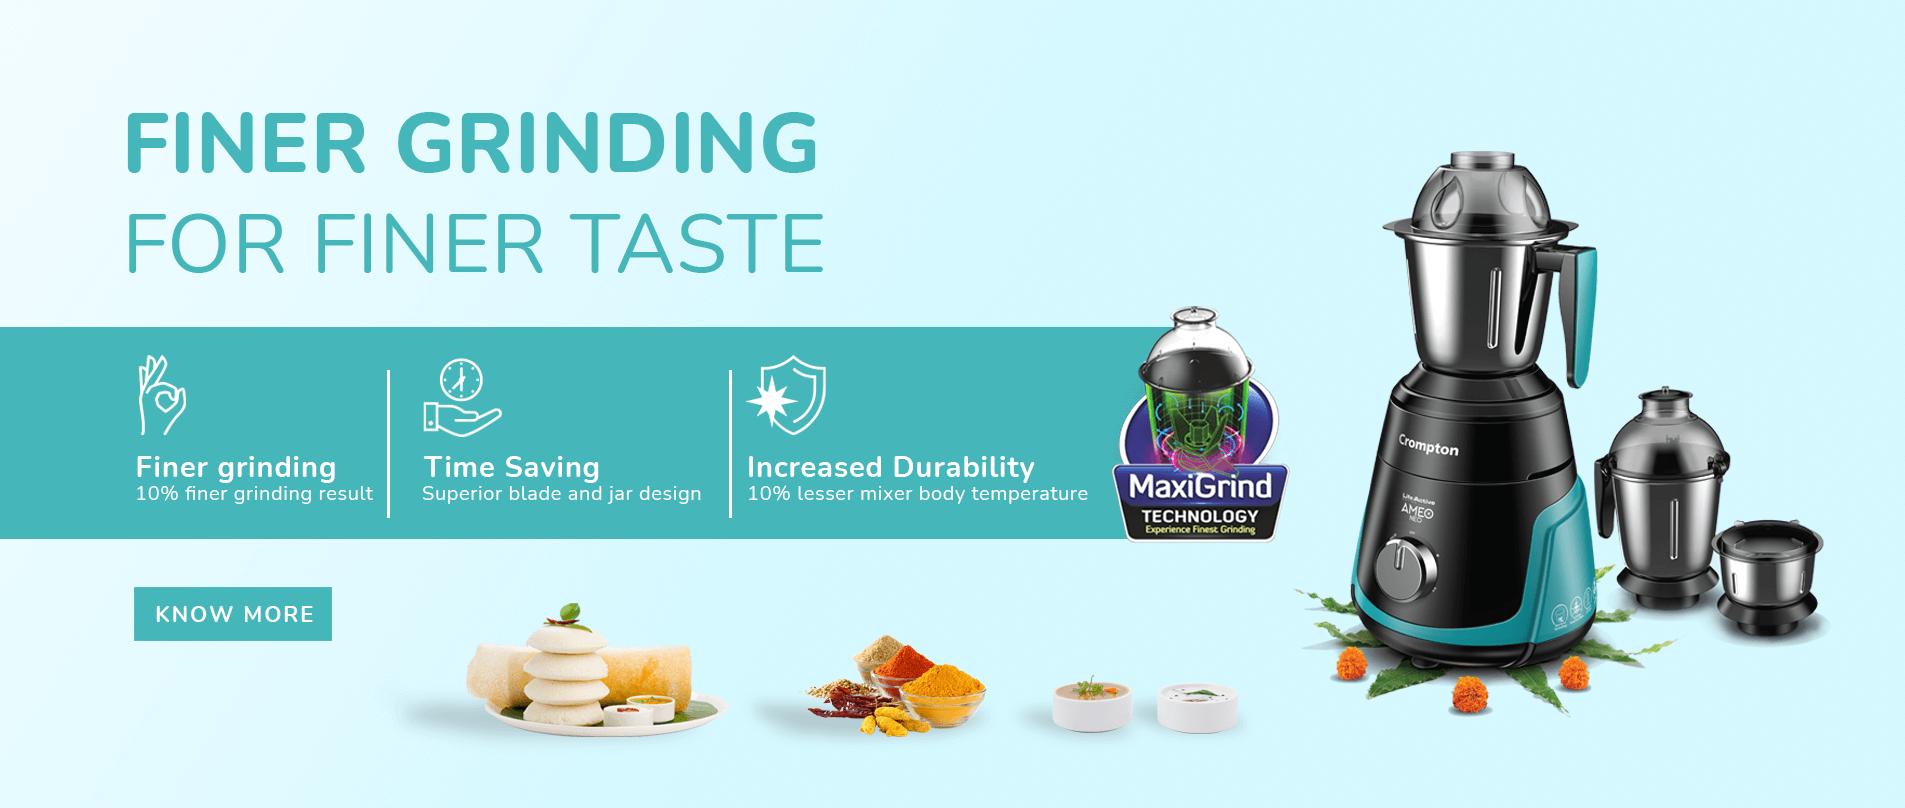 FINER GRINDING
FOR FINER TASTE
Finer grinding
10% finer grinding result
Time Saving
Superior blade and jar design
Increased Durability
10% lesser mixer body temperature
MaxiGrind
TECHNOLOGY
Experience Finest Grinding
Crompton
AMEO
NEO
KNOW MORE